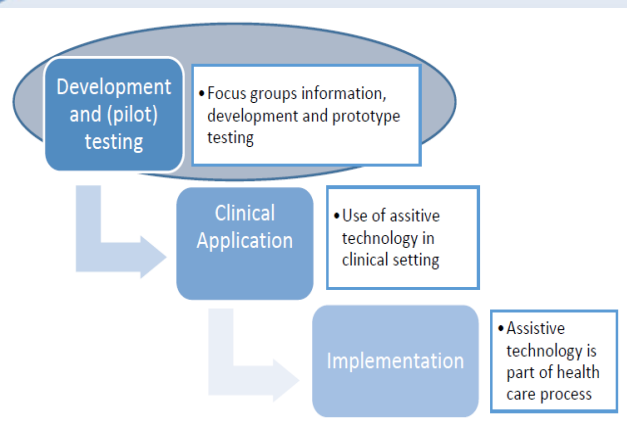 Development
and (pilot)
testing
•Focus groups information,
development and prototype
testing
Clinical
Application
•Use of assitive
technology in
clinical setting
Implementation
•Assistive
technology is
part of health
care process